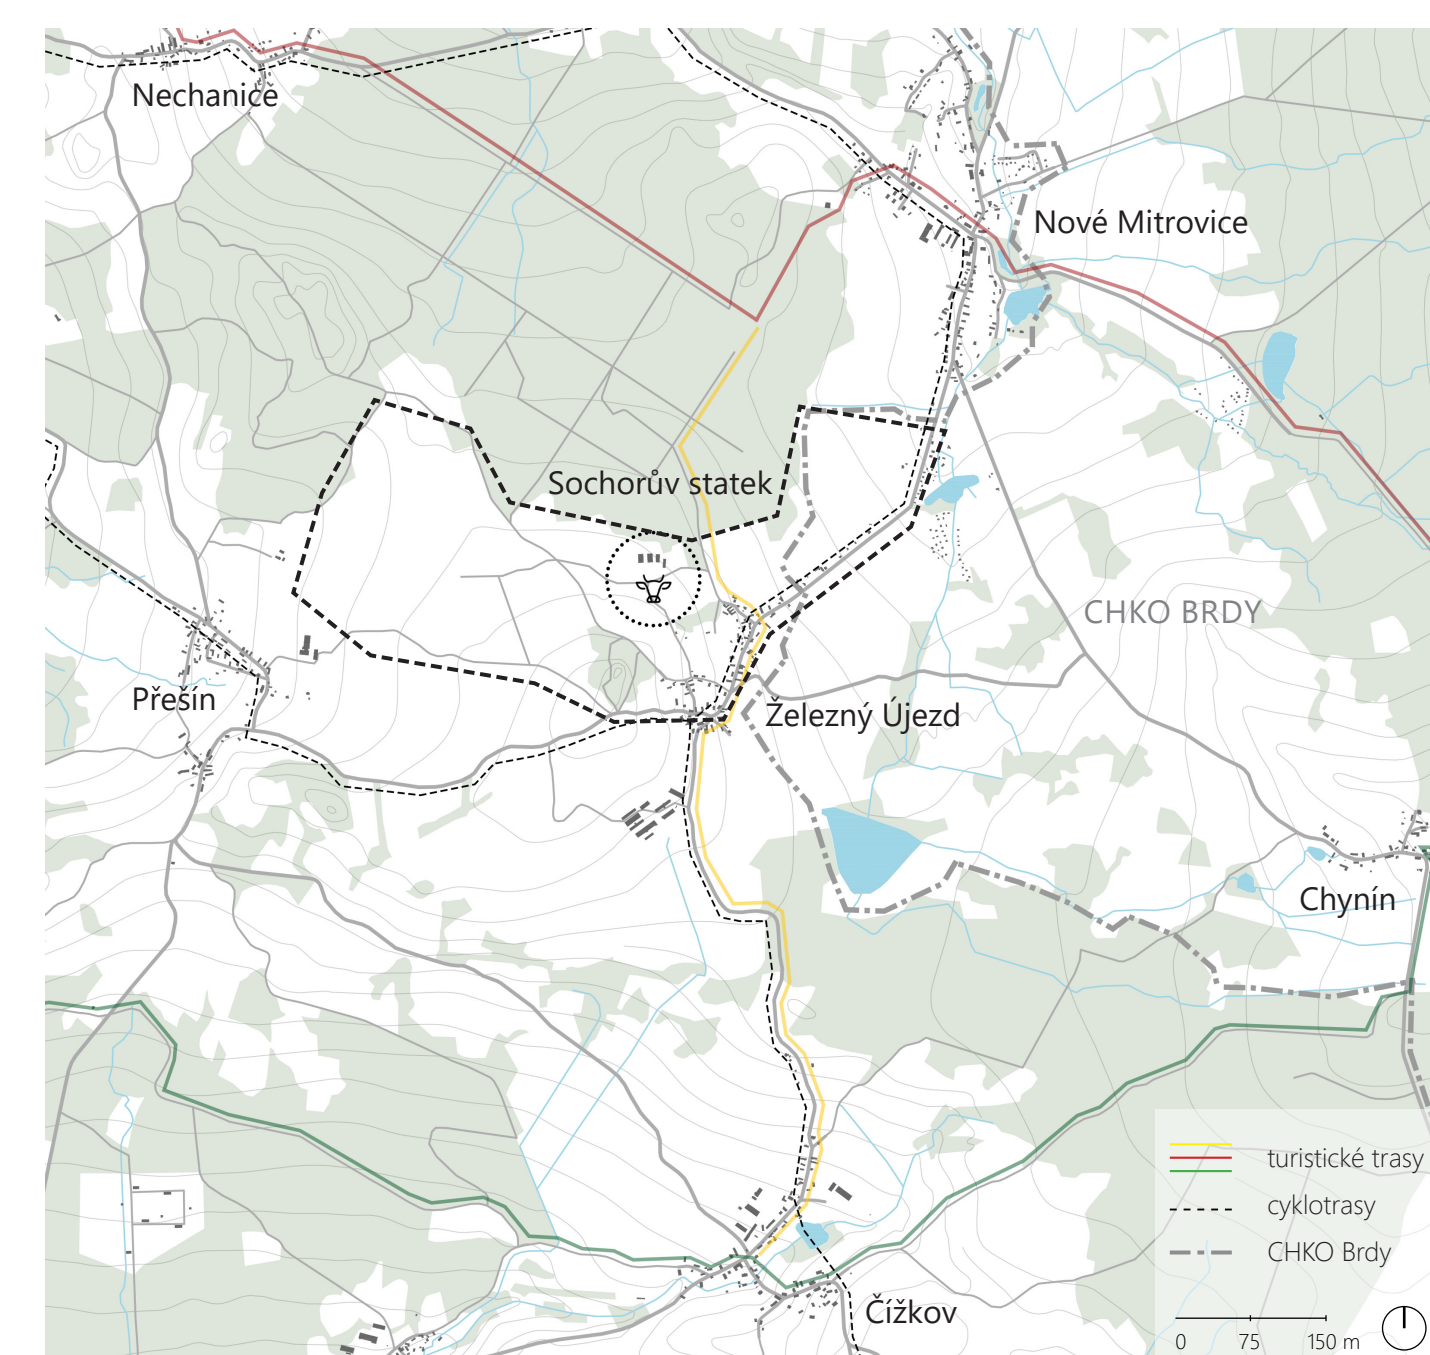 Nechanice
Nové Mitrovice
Sochorův statek
CHKO BRDY
Přešín
Železný Újezd
Chynín
turistické trasy
cyklotrasy
CHKO Brdy
Čížkov
0 75 150 m